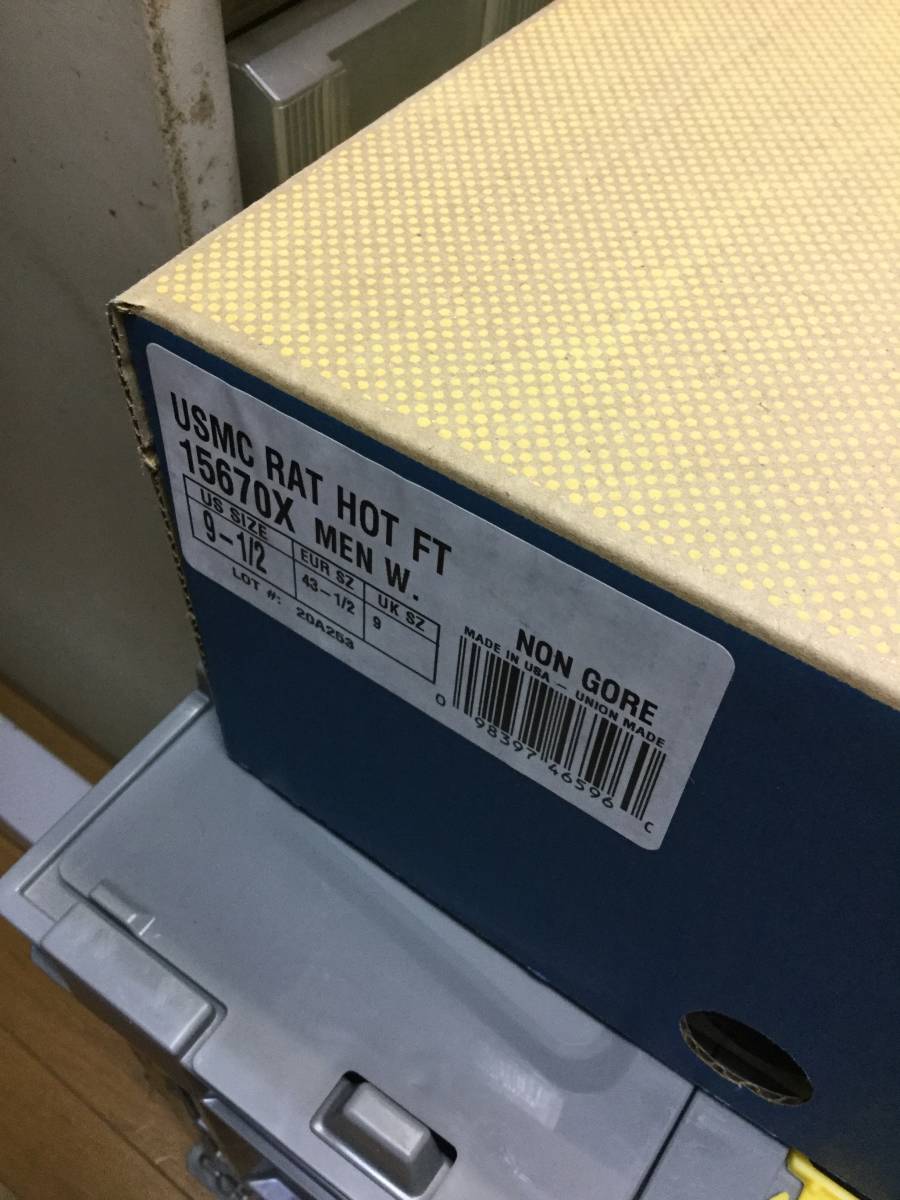 USMC RAT HOT FT
15670X MEN W.
US SIZE EUR SZ UK SZ
9-1/2 43-1/2 9
LOT #: 20A253
NON GORE
MADE IN USA - UNION MADE
0 98397 46596 C